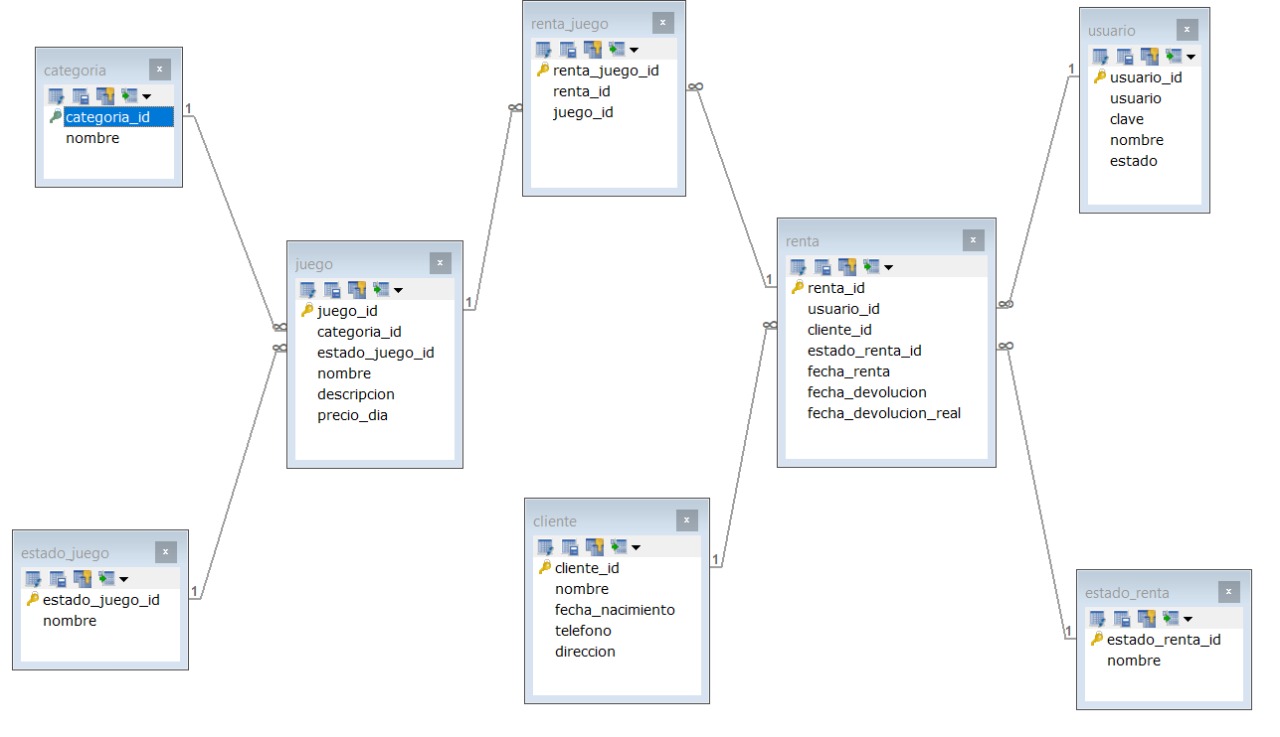 categoria
categoria_id
nombre
renta_juego
renta_juego_id
renta_id
juego_id
usuario
usuario_id
usuario
clave
nombre
estado
juego
juego_id
categoria_id
estado_juego_id
nombre
descripcion
precio_dia
renta
renta_id
usuario_id
cliente_id
estado_renta_id
fecha_renta
fecha_devolucion
fecha_devolucion_real
estado_juego
estado_juego_id
nombre
cliente
cliente_id
nombre
fecha_nacimiento
telefono
direccion
estado_renta
estado_renta_id
nombre
1
∞
1
∞
1
∞
1
∞
1
∞
1
∞
1
∞